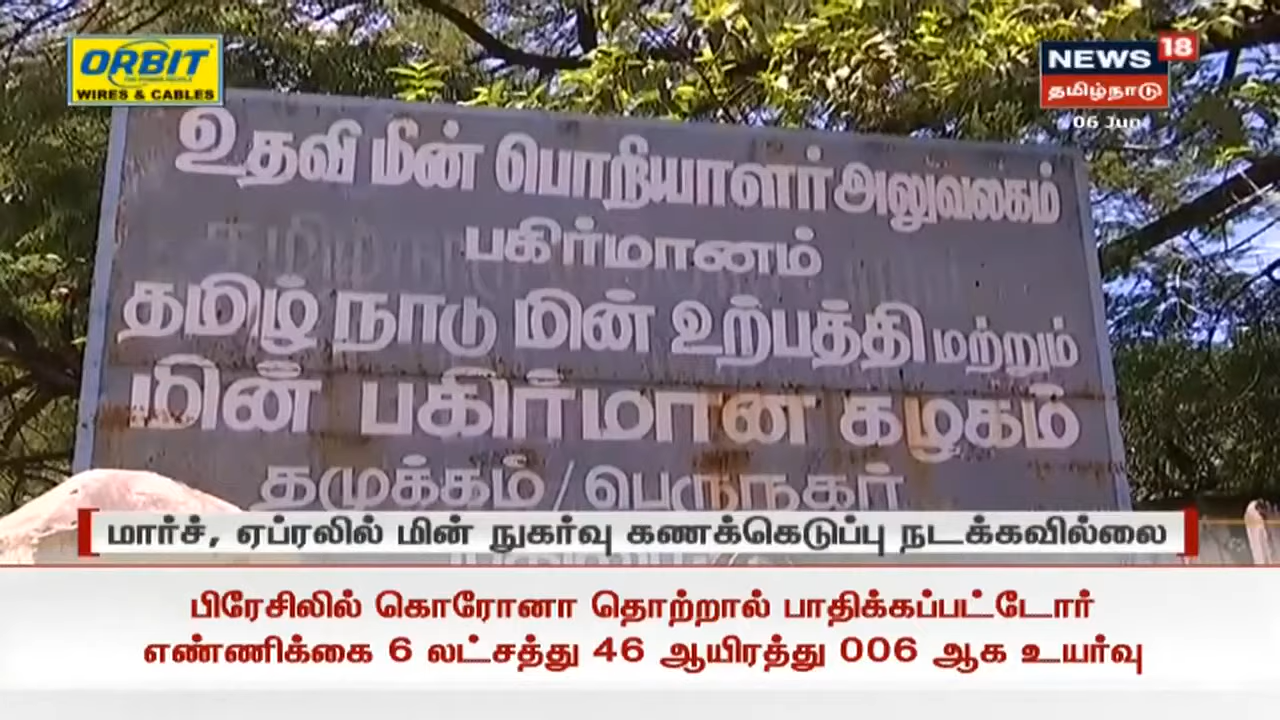 ORBIT
WIRES & CABLES
NEWS 18
தமிழ்நாடு
06 Jun
உதவி மின் பொறியாளர் அலுவலகம்
பகிர்மானம்
தமிழ் நாடு மின் உற்பத்தி மற்றும்
மின் பகிர்மான கழகம்
தமுக்கம் / பெருநகர்
மார்ச், ஏப்ரலில் மின் நுகர்வு கணக்கெடுப்பு நடக்கவில்லை
பிரேசிலில் கொரோனா தொற்றால் பாதிக்கப்பட்டோர்
எண்ணிக்கை 6 லட்சத்து 46 ஆயிரத்து 006 ஆக உயர்வு